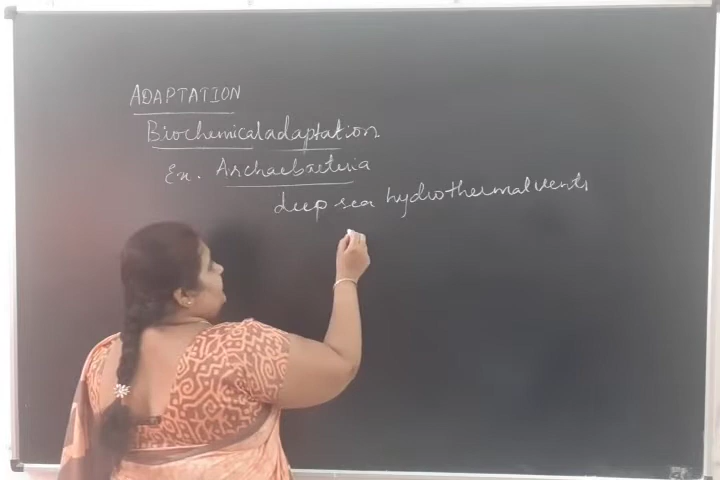 ADAPTATION
Biochemical adaptation
Ex. Archaebacteria
deep sea hydrothermal vents